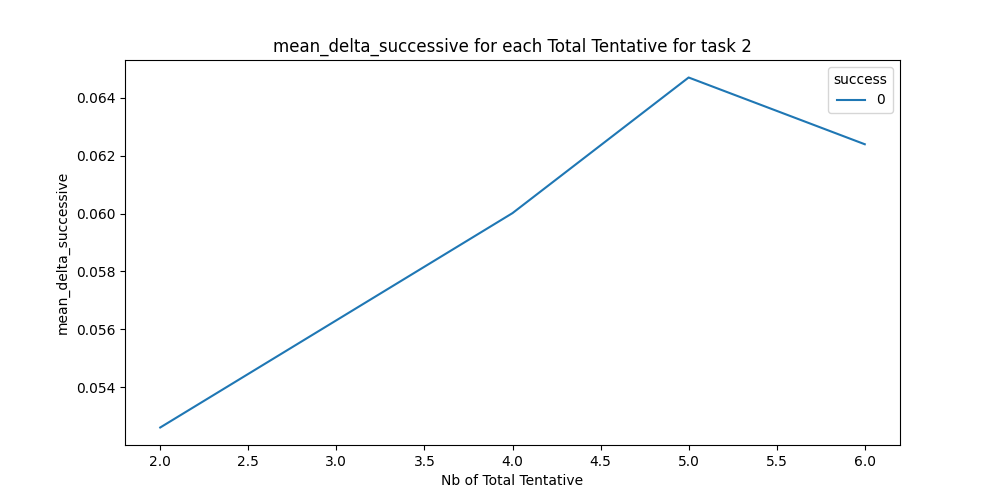 mean_delta_successive for each Total Tentative for task 2
success
0
mean_delta_successive
0.064
0.062
0.060
0.058
0.056
0.054
2.0 2.5 3.0 3.5 4.0 4.5 5.0 5.5 6.0
Nb of Total Tentative